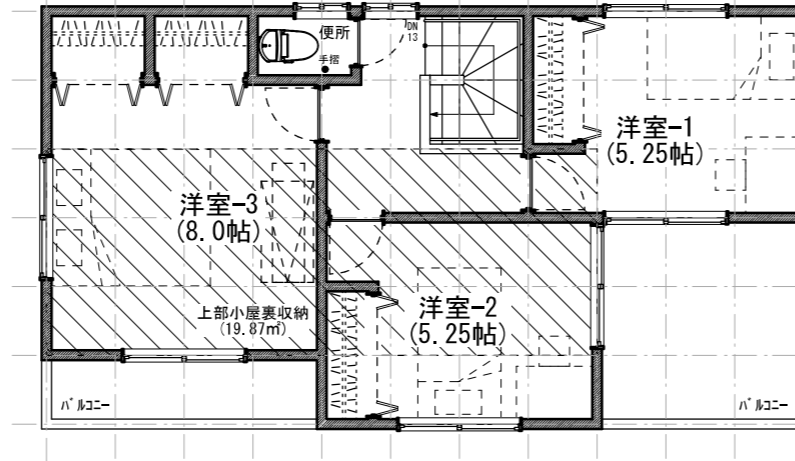 便所
手摺
DN
13
洋室-1
(5.25帖)
洋室-3
(8.0帖)
洋室-2
(5.25帖)
上部小屋裏収納
(19.87㎡)
バルコニー
バルコニー